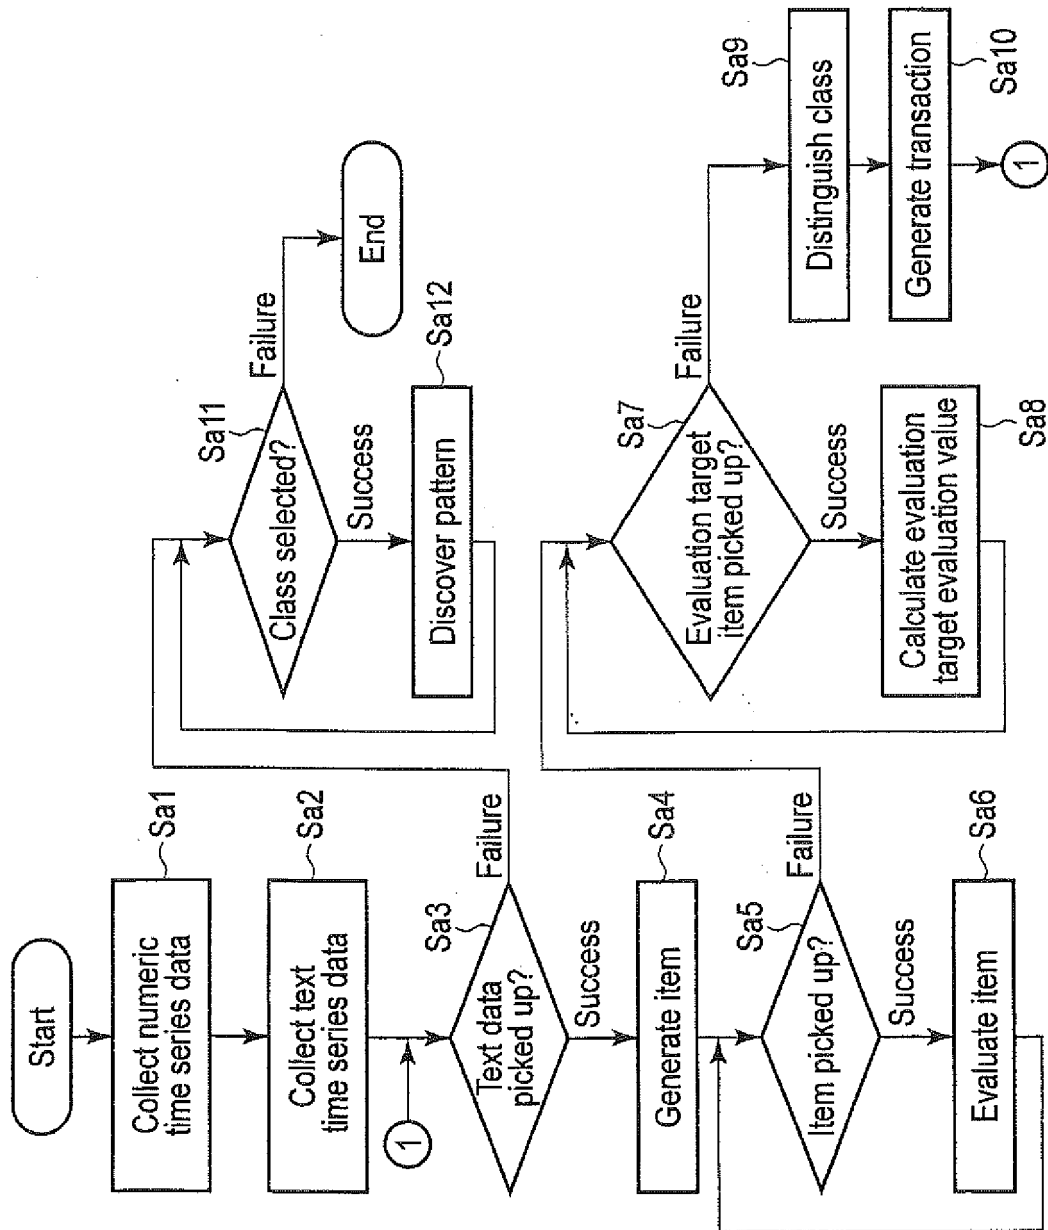 Start
Collect numeric
time series data
Sa1
Collect text
time series data
Sa2
1
Text data
picked up?
Sa3
Failure
Success
Generate item
Sa4
Item picked up?
Sa5
Failure
Success
Evaluate item
Sa6
Class selected?
Sa11
Failure
End
Success
Discover pattern
Sa12
Evaluation target
item picked up?
Sa7
Failure
Success
Calculate evaluation
target evaluation value
Sa8
Distinguish class
Sa9
Generate transaction
Sa10
1